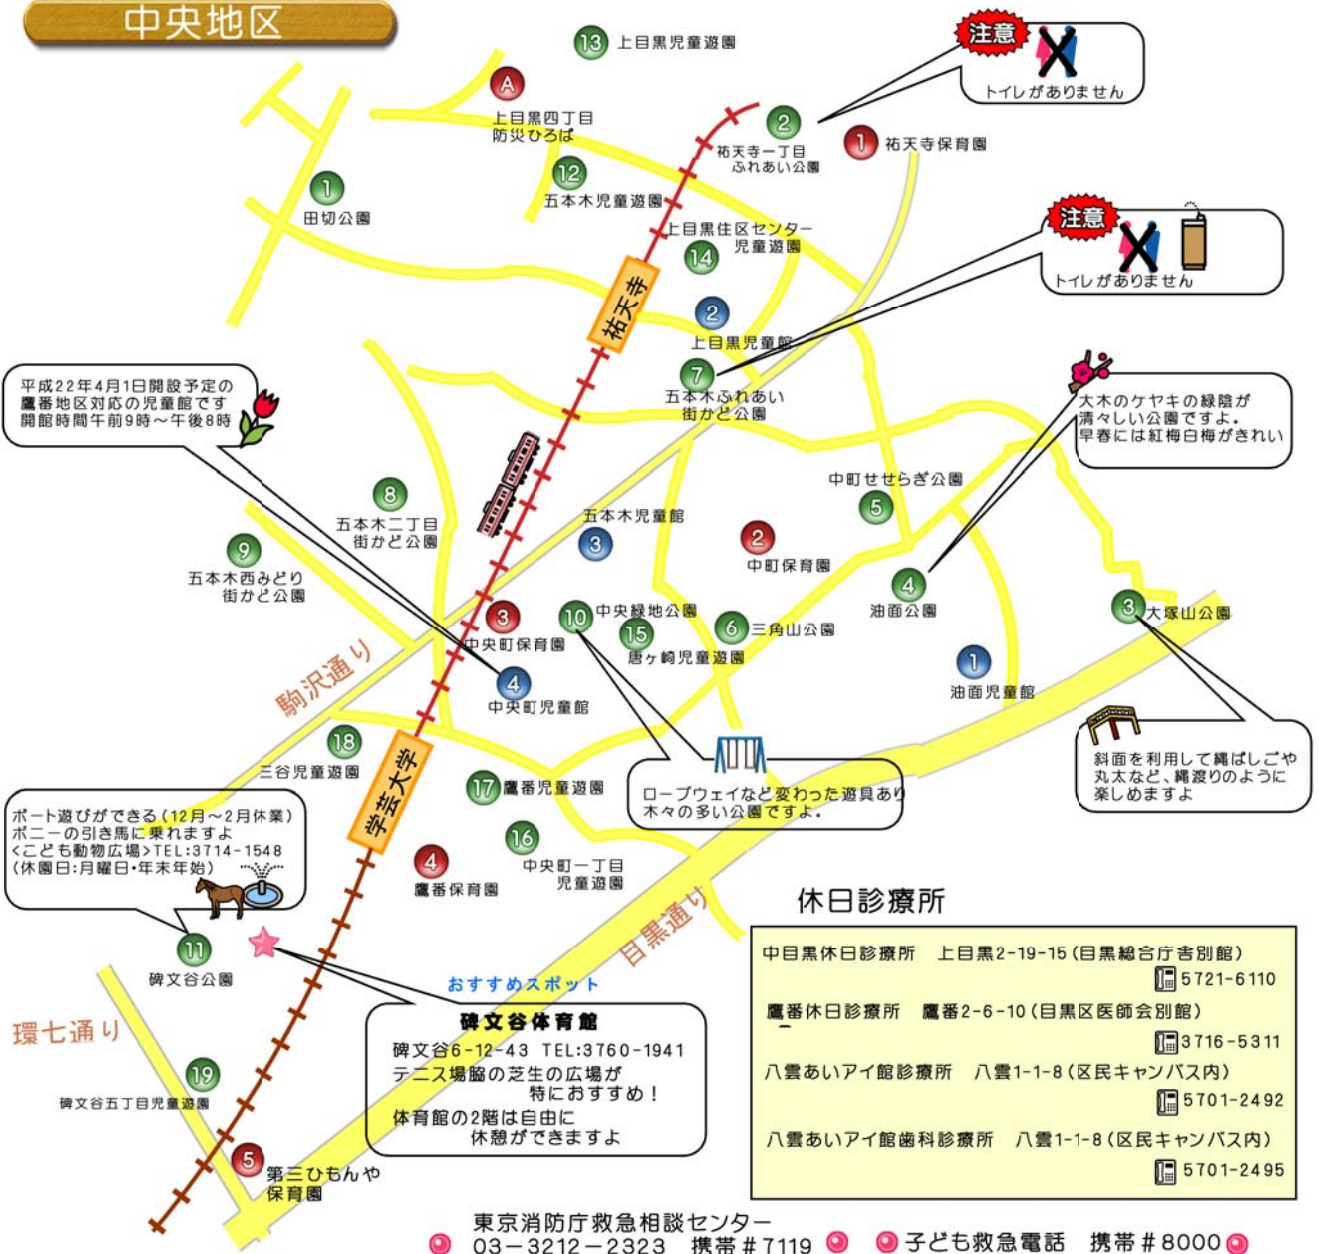 中央地区
13
上目黒児童遊園
A
上目黒四丁目
防災ひろば
注意
トイレがありません
2
祐天寺一丁目
ふれあい公園
1
祐天寺保育園
12
五本木児童遊園
1
田切公園
注意
トイレがありません
上目黒住区センター
児童遊園
14
祐天寺
2
上目黒児童館
7
五本木ふれあい
街かど公園
平成22年4月1日開設予定の
鷹番地区対応の児童館です
開館時間午前9時～午後8時
大木のケヤキの緑陰が
清々しい公園ですよ。
早春には紅梅白梅がきれい
8
五本木二丁目
街かど公園
中町せせらぎ公園
5
五本木児童館
3
2
中町保育園
9
五本木西みどり
街かど公園
4
油面公園
3
大塚山公園
3
中央町保育園
10
中央緑地公園
15
唐ヶ崎児童遊園
6
三角山公園
駒沢通り
4
中央町児童館
1
油面児童館
18
三谷児童遊園
学芸大学
17
鷹番児童遊園
ロープウェイなど変わった遊具あり
木々の多い公園ですよ。
斜面を利用して縄ばしごや
丸太など、縄渡りのように
楽しめますよ
ボート遊びができる（12月～2月休業）
ポニーの引き馬に乗れますよ
<こども動物広場>TEL:3714-1548
（休園日:月曜日・年末年始）
16
中央町一丁目
児童遊園
4
鷹番保育園
目黒通り
11
碑文谷公園
おすすめスポット
碑文谷体育館
碑文谷6-12-43 TEL:3760-1941
テニス場脇の芝生の広場が
特におすすめ！
体育館の2階は自由に
休憩ができますよ
環七通り
19
碑文谷五丁目児童遊園
5
第三ひもんや
保育園
休日診療所
中目黒休日診療所　上目黒2-19-15（目黒総合庁舎別館）
5721-6110
鷹番休日診療所　鷹番2-6-10（目黒区医師会別館）
3716-5311
八雲あいアイ館診療所　八雲1-1-8（区民キャンパス内）
5701-2492
八雲あいアイ館歯科診療所　八雲1-1-8（区民キャンパス内）
5701-2495
東京消防庁救急相談センター
03－3212－2323　携帯＃7119
子ども救急電話　携帯＃8000